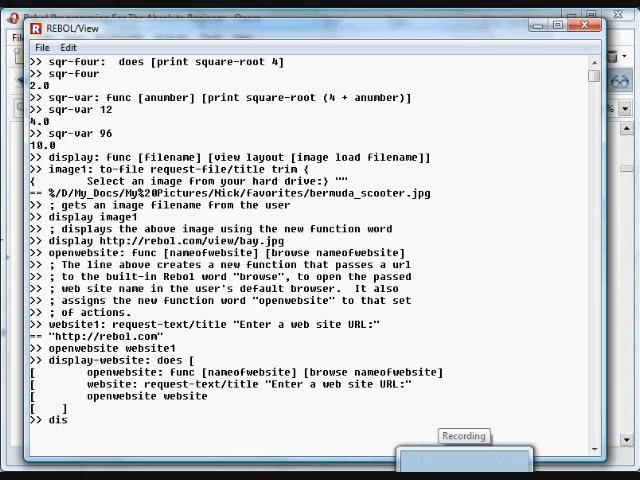 REBOL/View
File Edit
>> sqr-four:  does [print square-root 4]
>> sqr-four
2.0
>> sqr-var: func [anumber] [print square-root (4 + anumber)]
>> sqr-var 12
4.0
>> sqr-var 96
10.0
>> display: func [filename] [view layout [image load filename]]
>> image1: to-file request-file/title trim {
{        Select an image from your hard drive:} ""
== %/D/My_Docs/My%20Pictures/Nick/favorites/bermuda_scooter.jpg
>> ; gets an image filename from the user
>> display image1
>> ; displays the above image using the new function word
>> display http://rebol.com/view/bay.jpg
>> openwebsite: func [nameofwebsite] [browse nameofwebsite]
>> ; The line above creates a new function that passes a url
>> ; to the built-in Rebol word "browse", to open the passed
>> ; web site name in the user's default browser.  It also
>> ; assigns the new function word "openwebsite" to that set
>> ; of actions.
>> website1: request-text/title "Enter a web site URL:"
== "http://rebol.com"
>> openwebsite website1
>> display-website: does [
[        openwebsite: func [nameofwebsite] [browse nameofwebsite]
[        website: request-text/title "Enter a web site URL:"
[        openwebsite website
[    ]
>> dis
Recording